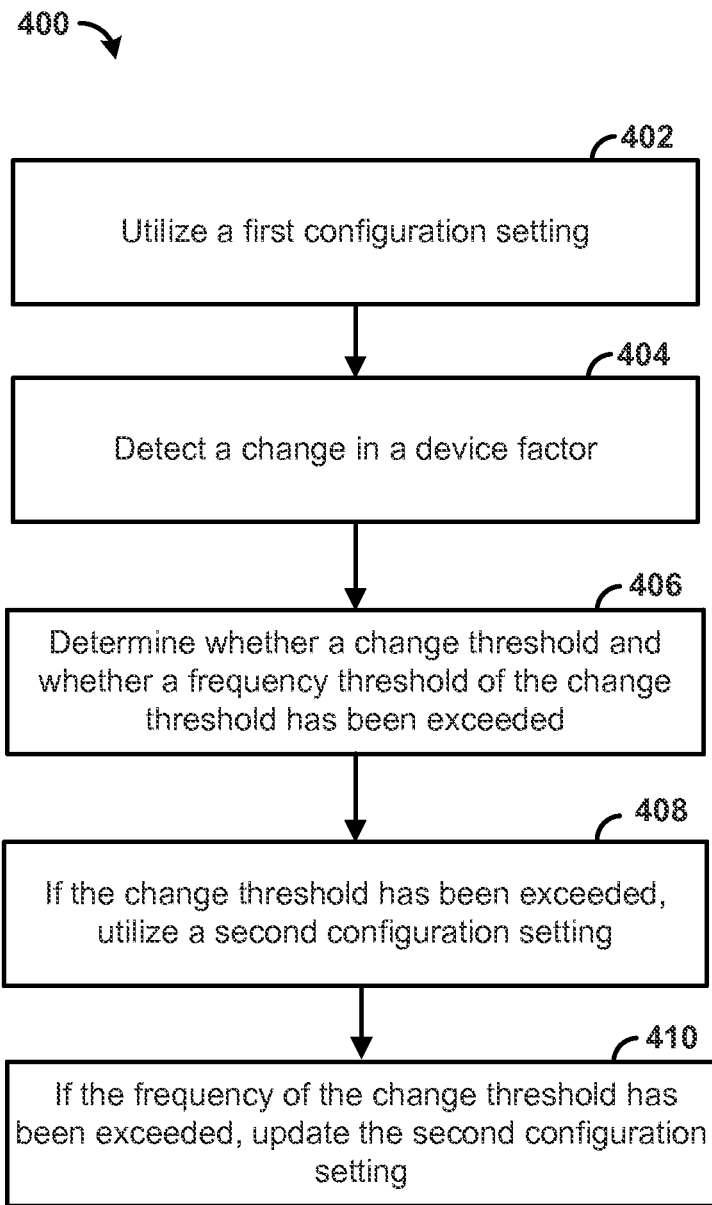 400
402
Utilize a first configuration setting
404
Detect a change in a device factor
406
Determine whether a change threshold and
whether a frequency threshold of the change
threshold has been exceeded
408
If the change threshold has been exceeded,
utilize a second configuration setting
410
If the frequency of the change threshold has
been exceeded, update the second configuration
setting